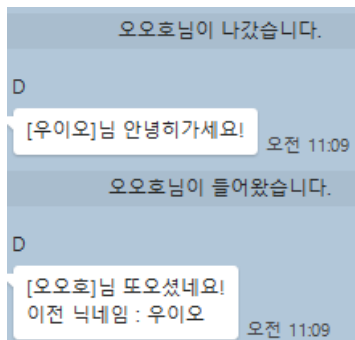 오오호님이 나갔습니다.
D
[우이오]님 안녕히가세요!
오전 11:09
오오호님이 들어왔습니다.
D
[오오호]님 또오셨네요!
이전 닉네임 : 우이오
오전 11:09